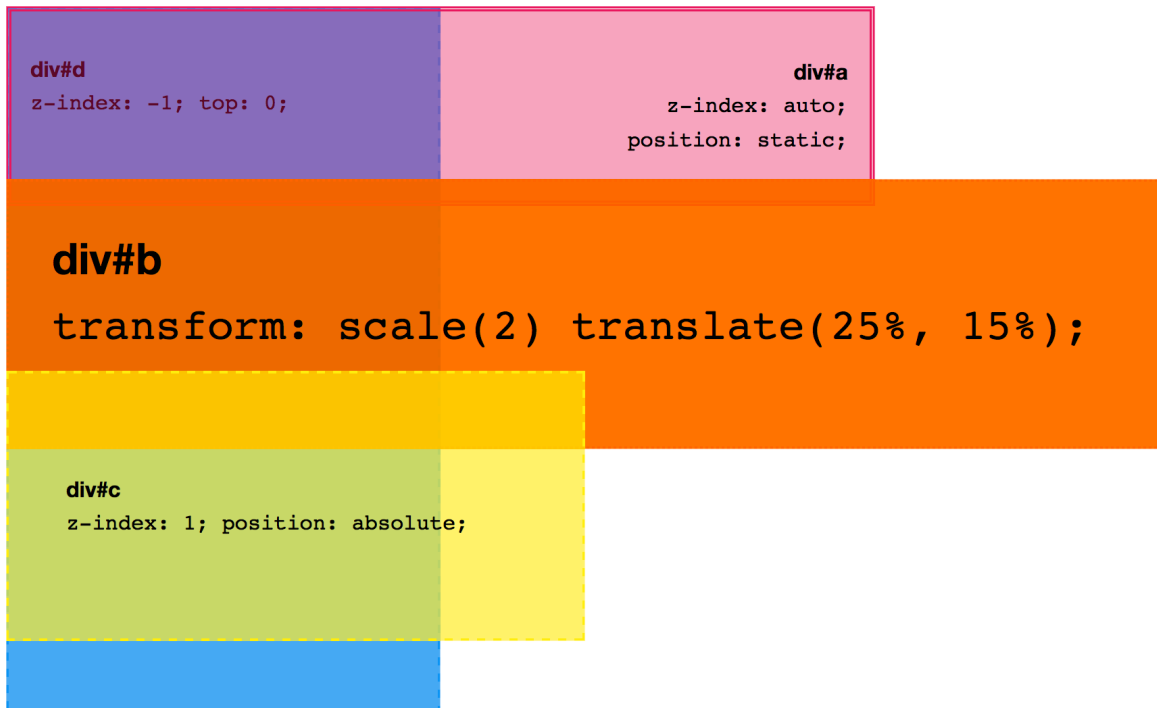 div#d
z-index: -1; top: 0;
div#a
z-index: auto;
position: static;
div#b
transform: scale(2) translate(25%, 15%);
div#c
z-index: 1; position: absolute;